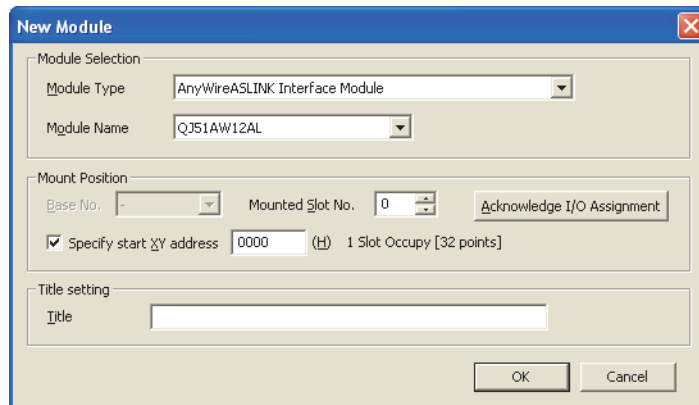 New Module
Module Selection
Module Type AnyWireASLINK Interface Module
Module Name QJ51AW12AL
Mount Position
Base No. - Mounted Slot No. 0 Acknowledge I/O Assignment
Specify start XY address 0000 (H) 1 Slot Occupy [32 points]
Title setting
Title
OK Cancel